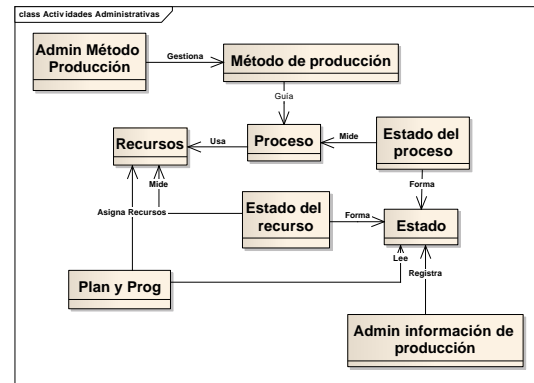 class Actividades Administrativas
Admin Método
Producción
Gestiona
Método de producción
Guía
Recursos
Usa
Proceso
Mide
Estado del
proceso
Mide
Forma
Asigna Recursos
Estado del
recurso
Forma
Estado
Lee
Plan y Prog
Registra
Admin información de
producción